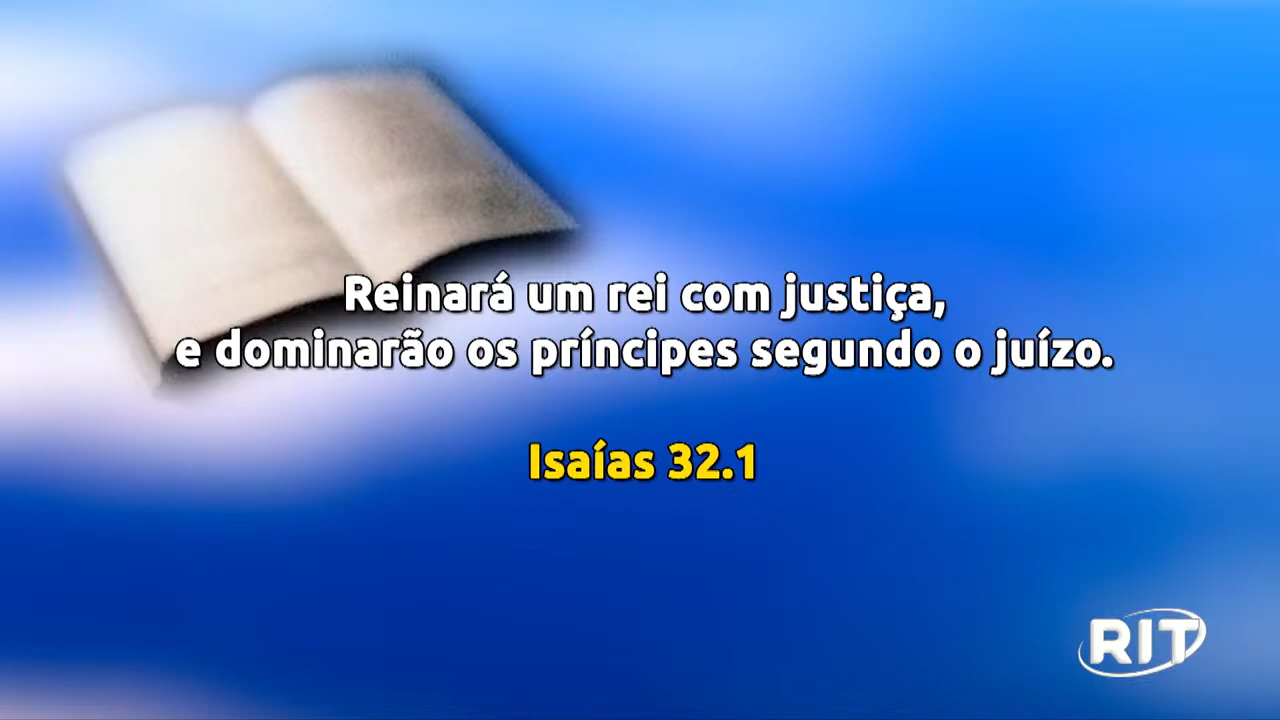 Reinará um rei com justiça,
e dominarão os príncipes segundo o juízo.
Isaías 32.1
RIT